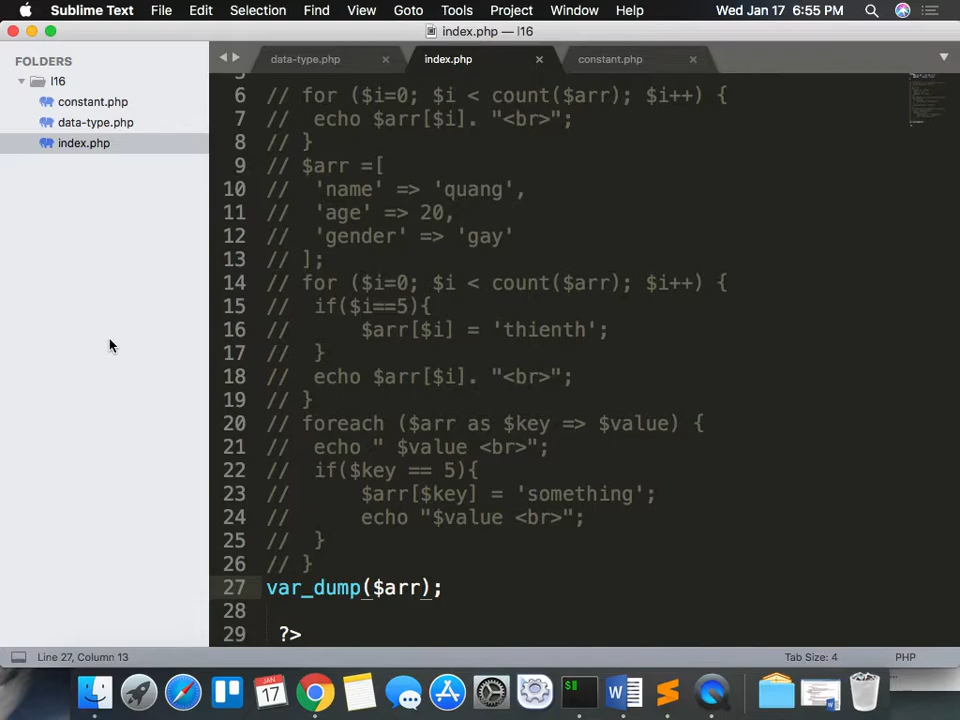 Sublime Text File Edit Selection Find View Goto Tools Project Window Help Wed Jan 17 6:55 PM
index.php — l16
FOLDERS
l16
constant.php
data-type.php
index.php
data-type.php index.php constant.php
6 // for ($i=0; $i < count($arr); $i++) {
7 // echo $arr[$i]. "<br>";
8 // }
9 // $arr =[
10 // 'name' => 'quang',
11 // 'age' => 20,
12 // 'gender' => 'gay'
13 // ];
14 // for ($i=0; $i < count($arr); $i++) {
15 // if($i==5){
16 // $arr[$i] = 'thienth';
17 // }
18 // echo $arr[$i]. "<br>";
19 // }
20 // foreach ($arr as $key => $value) {
21 // echo " $value <br>";
22 // if($key == 5){
23 // $arr[$key] = 'something';
24 // echo "$value <br>";
25 // }
26 // }
27 var_dump($arr);
28
29 ?>
Line 27, Column 13 Tab Size: 4 PHP
JAN
17